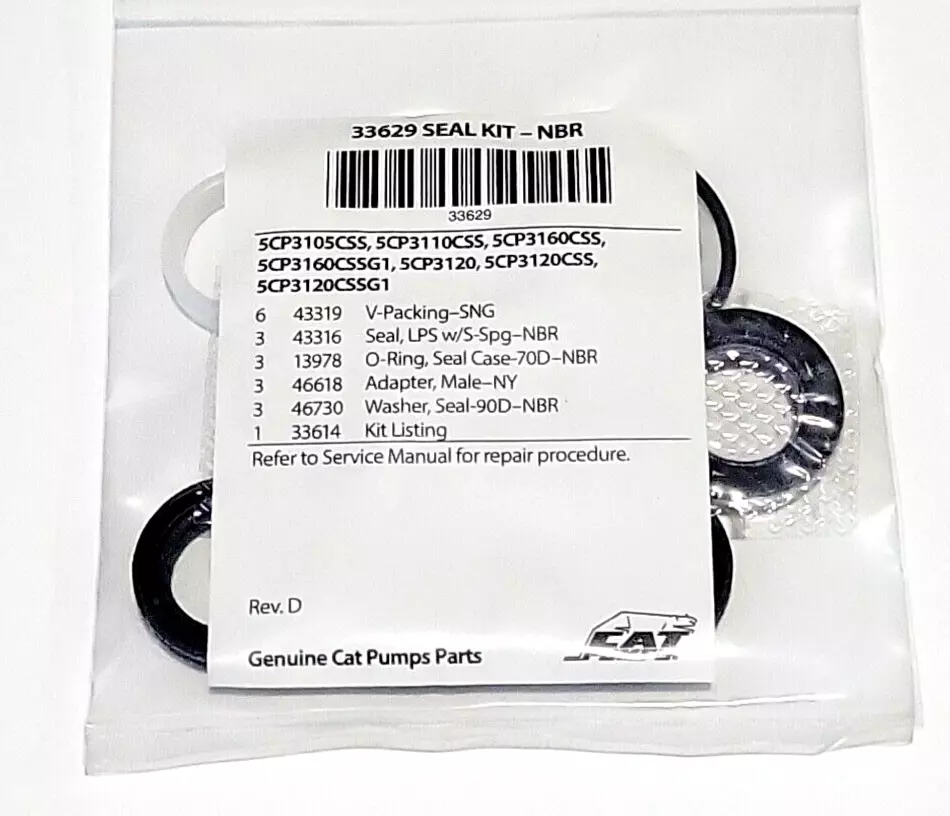 33629 SEAL KIT – NBR
33629
5CP3105CSS, 5CP3110CSS, 5CP3160CSS,
5CP3160CSSG1, 5CP3120, 5CP3120CSS,
5CP3120CSSG1
6 43319 V-Packing–SNG
3 43316 Seal, LPS w/S-Spg–NBR
3 13978 O-Ring, Seal Case-70D–NBR
3 46618 Adapter, Male–NY
3 46730 Washer, Seal-90D–NBR
1 33614 Kit Listing
Refer to Service Manual for repair procedure.
Rev. D
Genuine Cat Pumps Parts
CAT